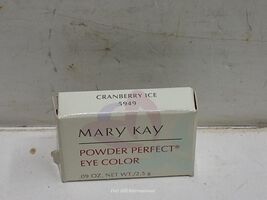 CRANBERRY ICE
5949
MARY KAY
POWDER PERFECT®
EYE COLOR
.09 OZ. NET WT./2.5 g